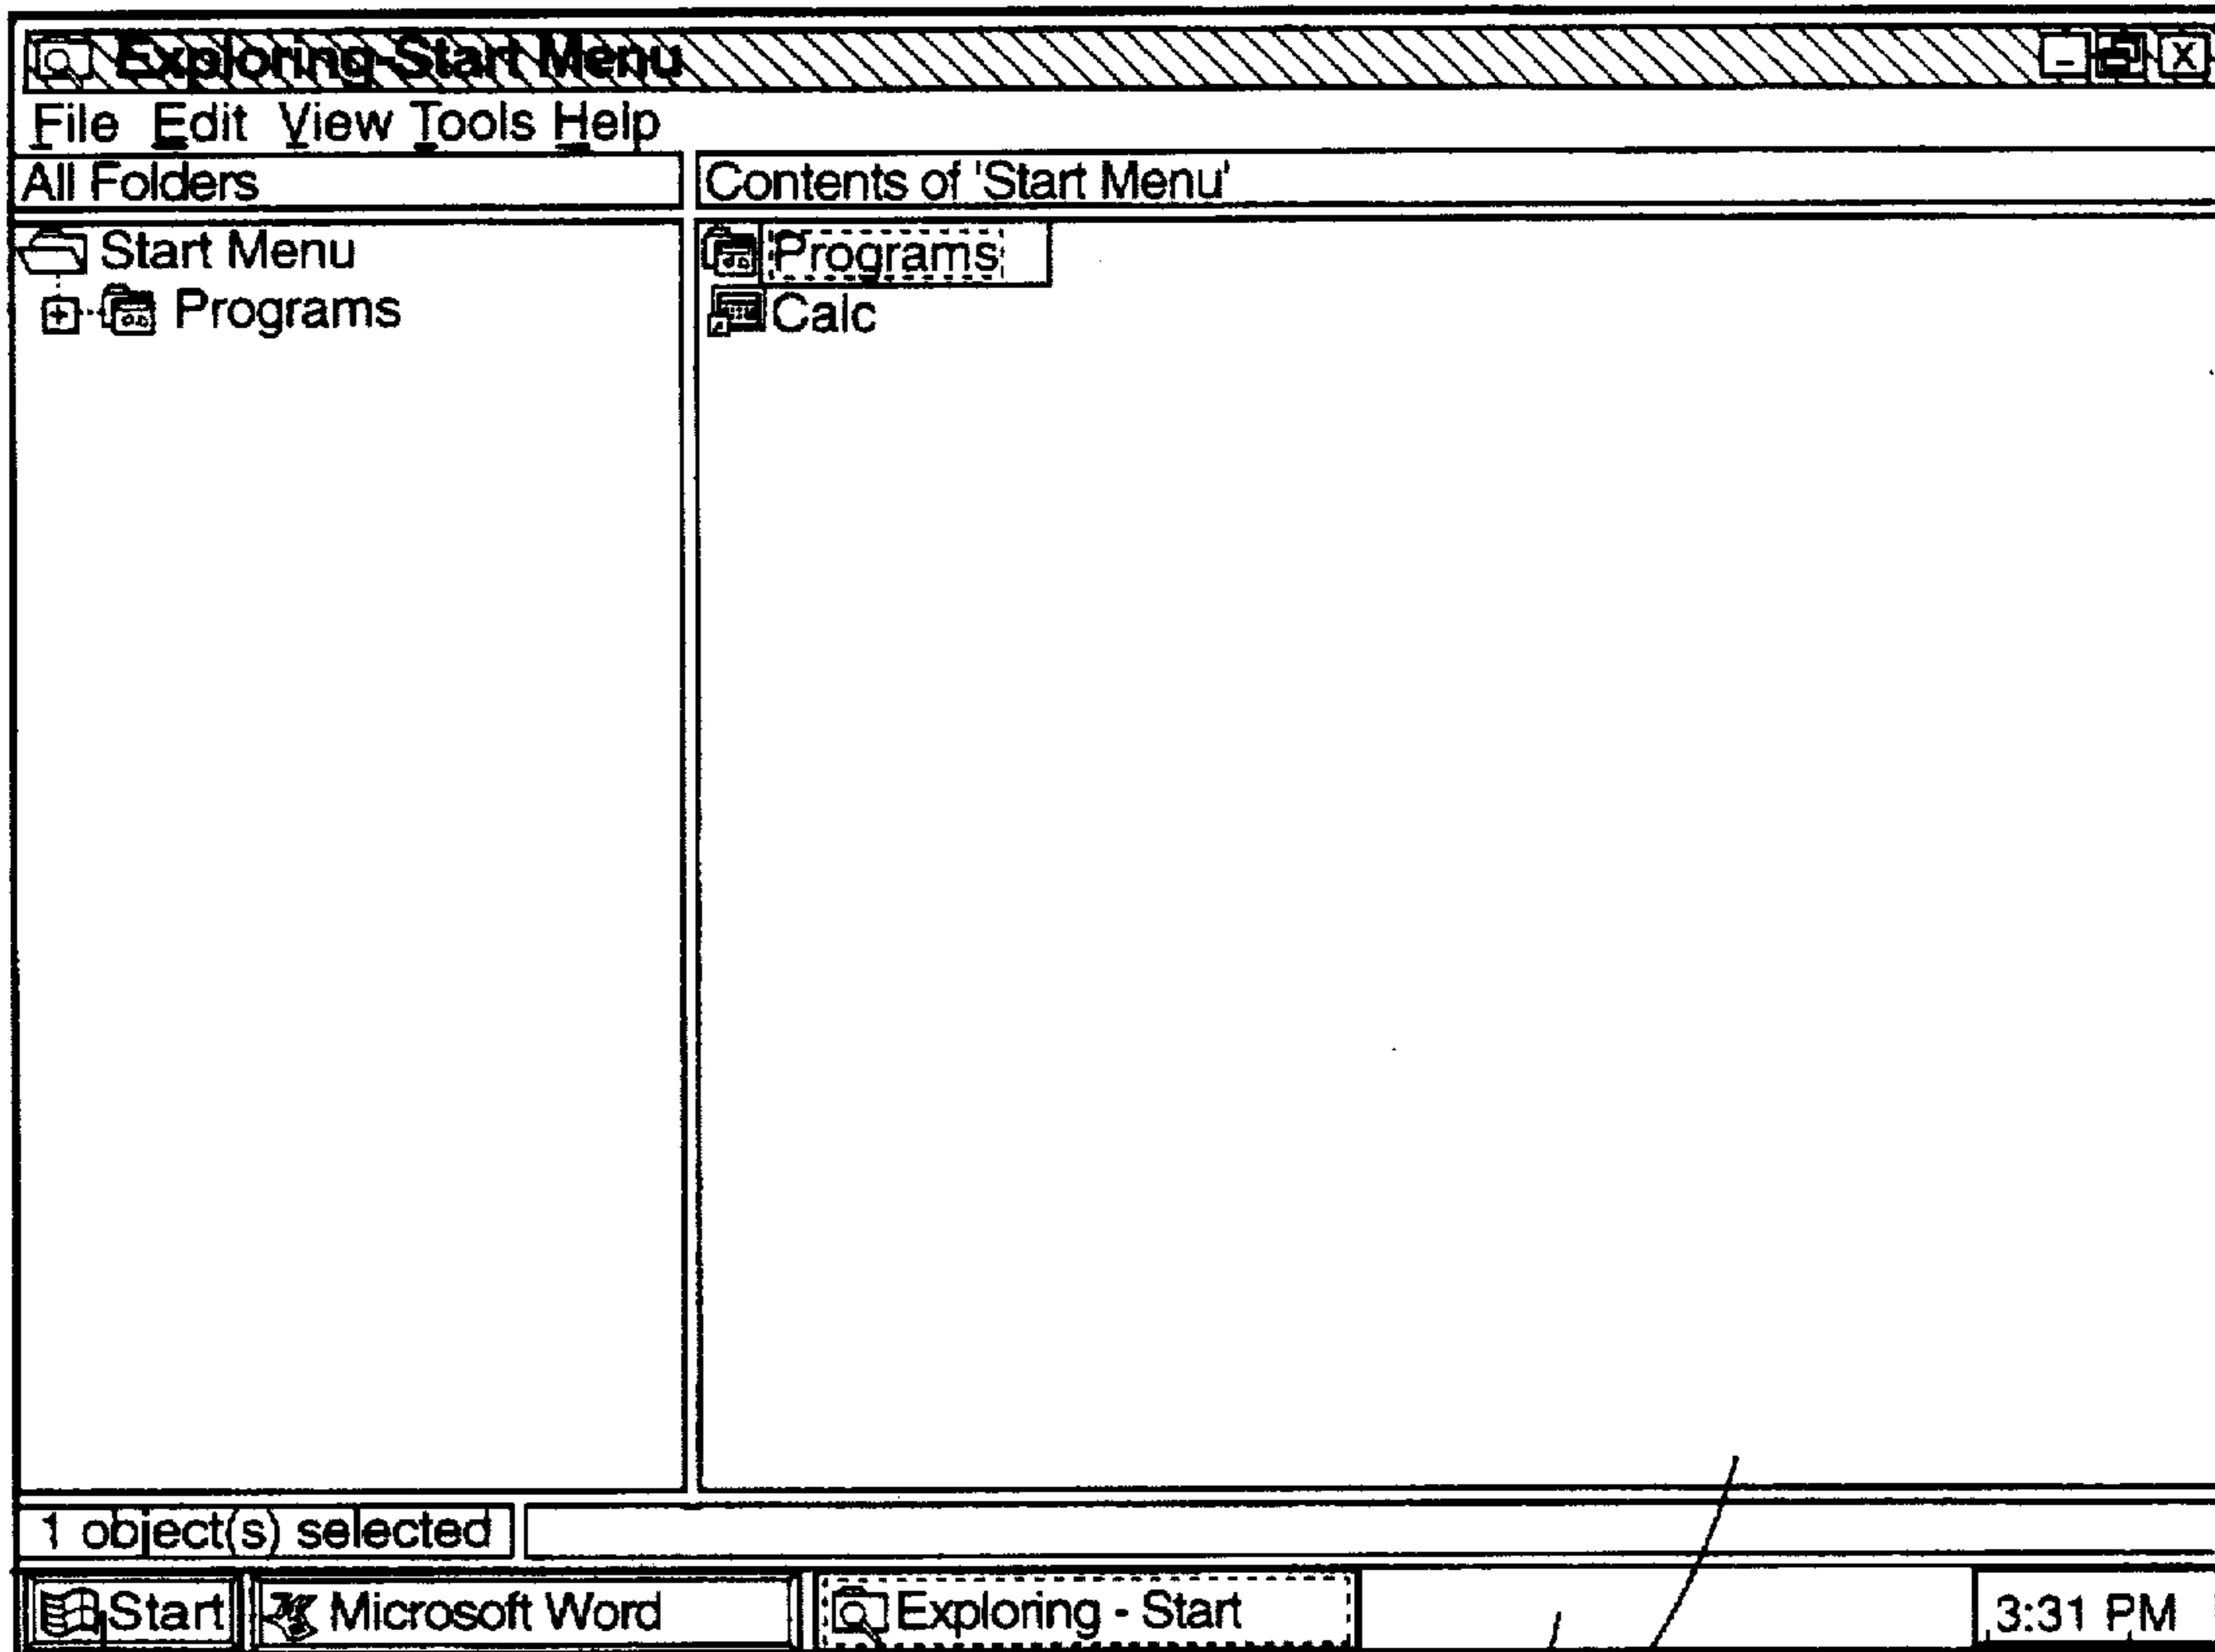 Exploring-Start Menu
File Edit View Tools Help
All Folders
Contents of 'Start Menu'
Start Menu
Programs
Programs
Calc
1 object(s) selected
Start Microsoft Word Exploring - Start 3:31 PM